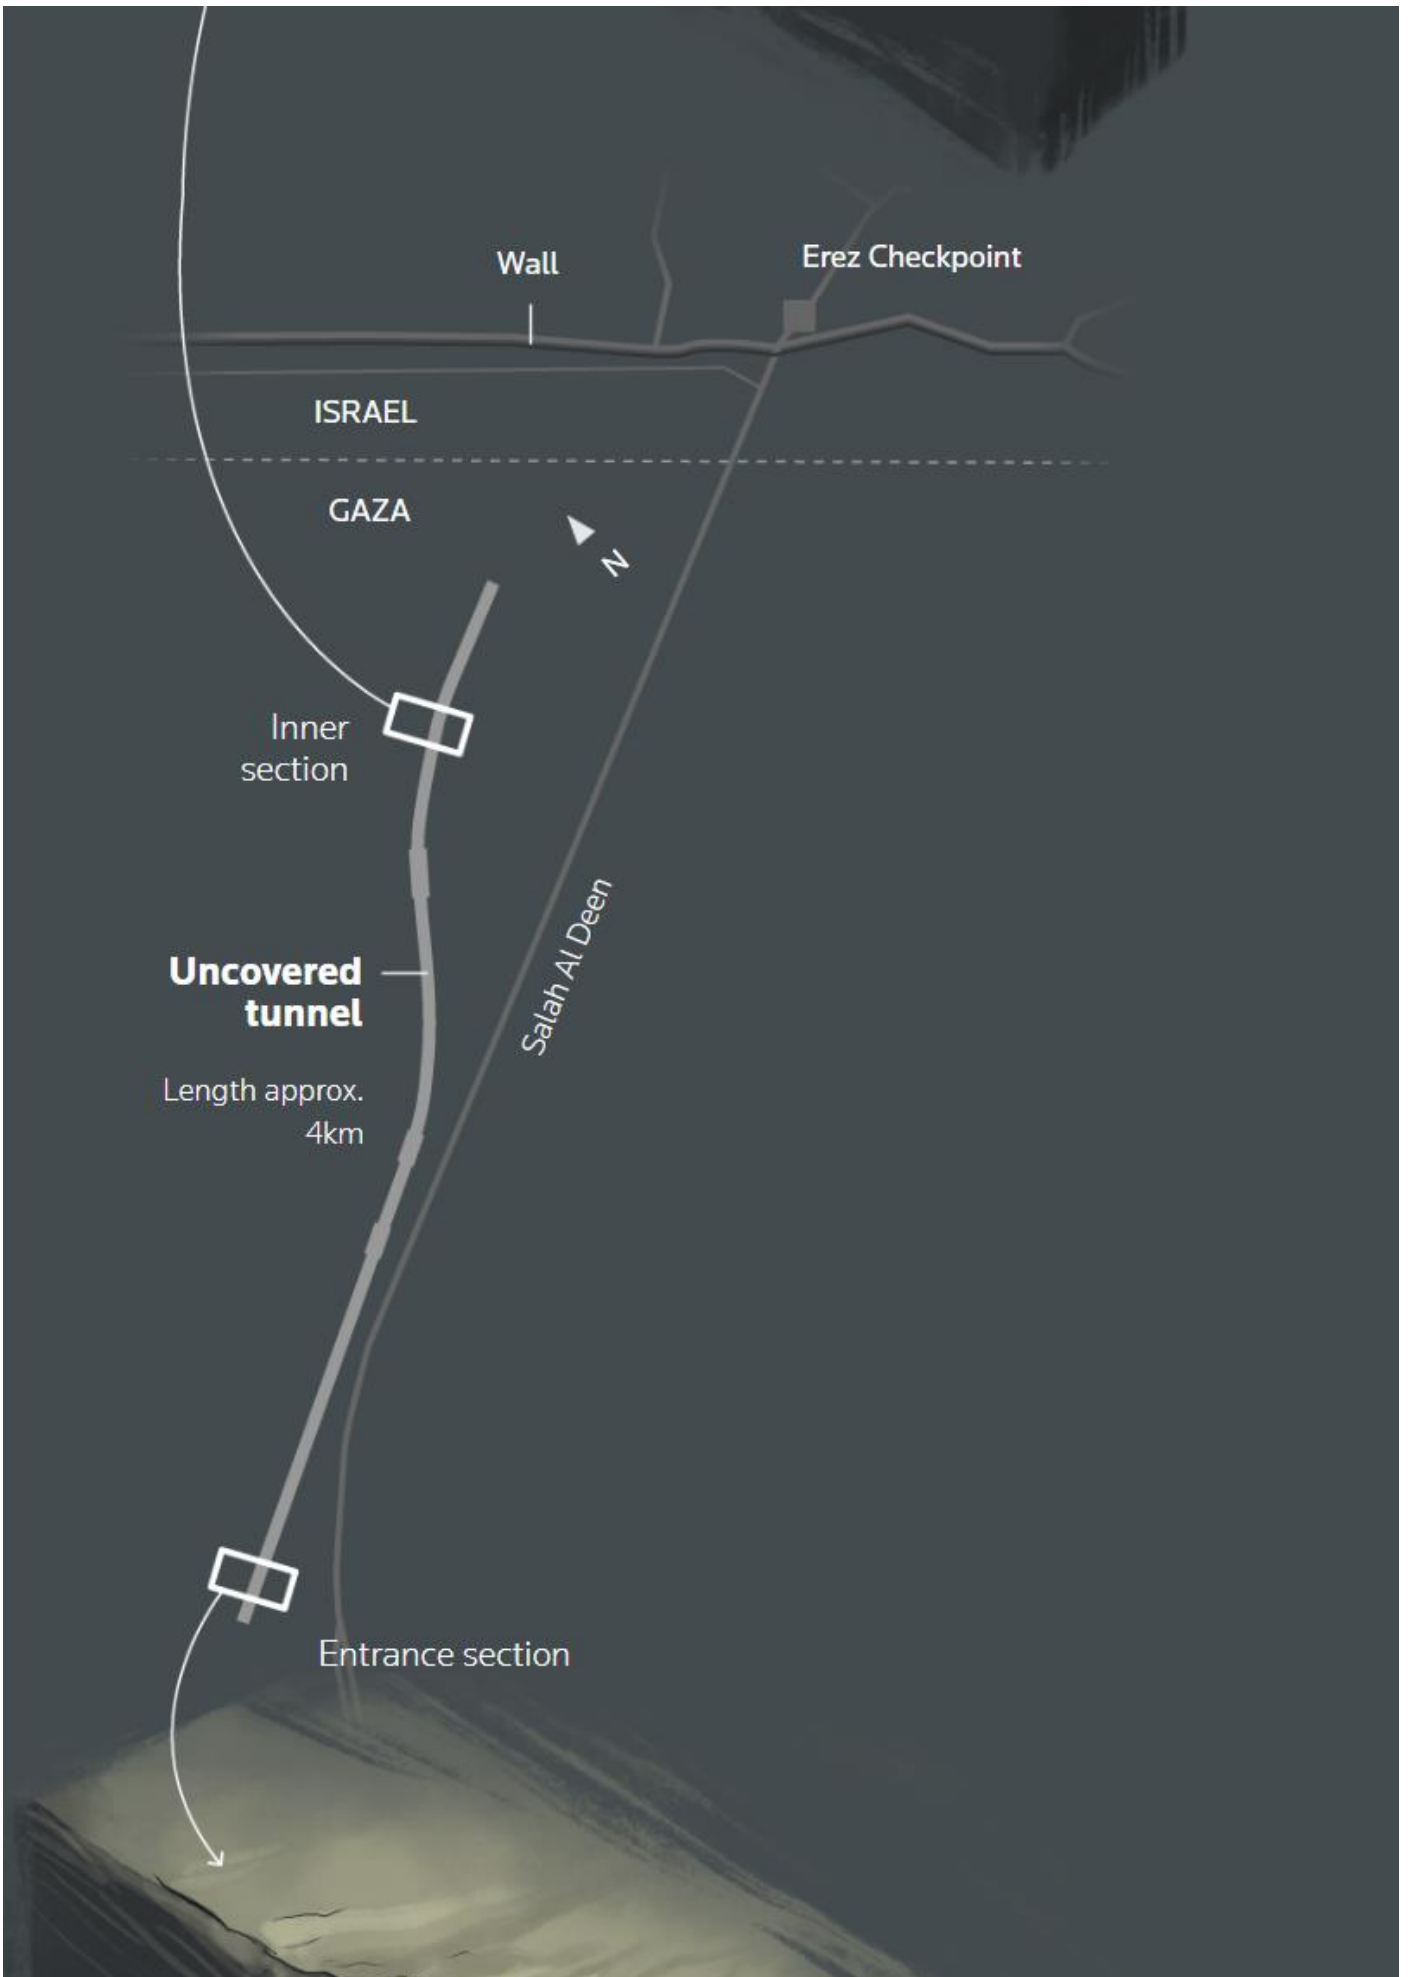 Wall
Erez Checkpoint
ISRAEL
GAZA
N
Inner
section
Salah Al Deen
Uncovered
tunnel
Length approx.
4km
Entrance section